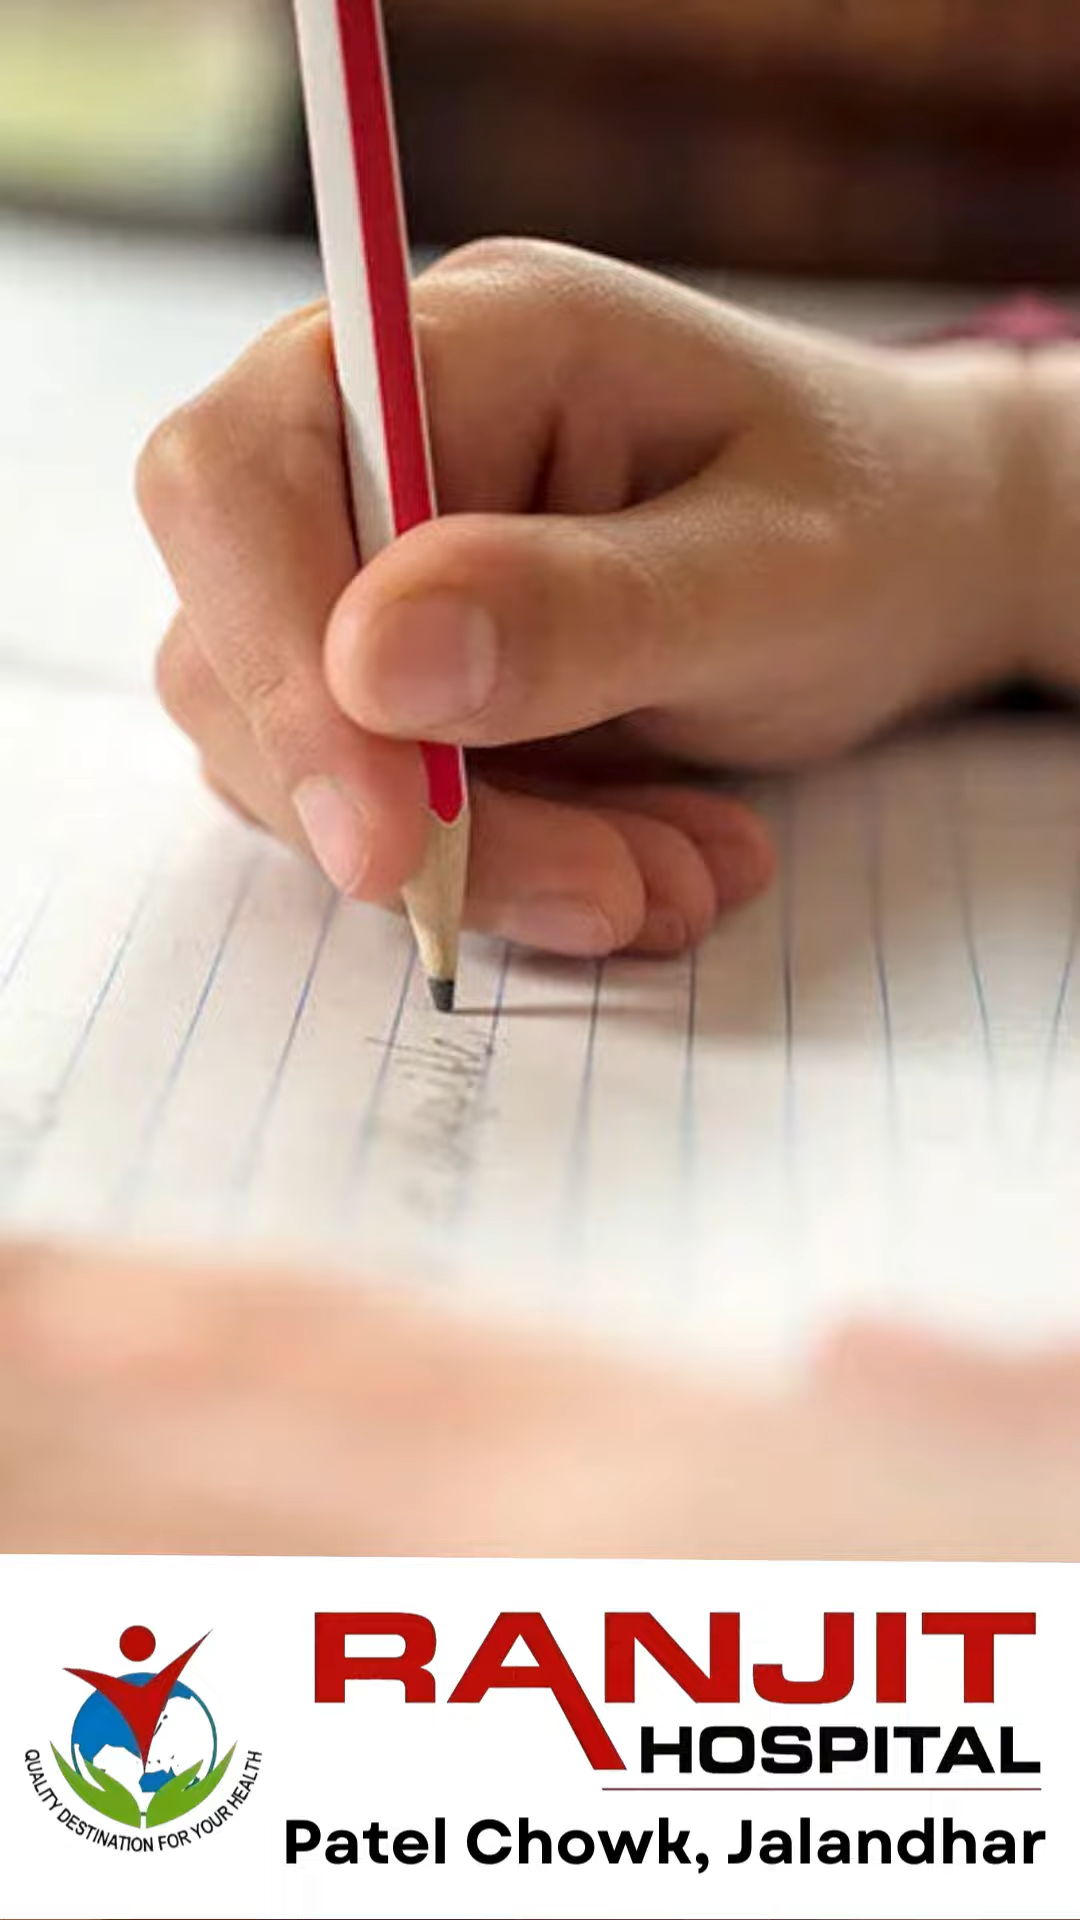 RANJIT
HOSPITAL
QUALITY DESTINATION FOR YOUR HEALTH
Patel Chowk, Jalandhar